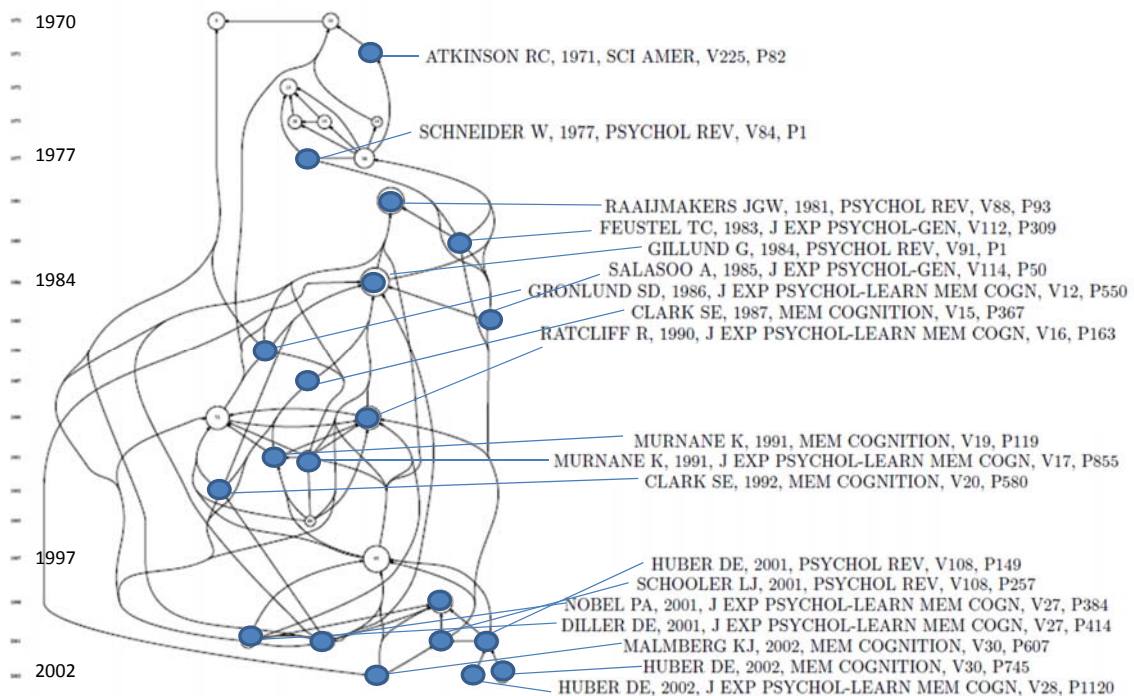 1970
ATKINSON RC, 1971, SCI AMER, V225, P82
SCHNEIDER W, 1977, PSYCHOL REV, V84, P1
1977
RAAIJMAKERS JGW, 1981, PSYCHOL REV, V88, P93
FEUSTEL TC, 1983, J EXP PSYCHOL-GEN, V112, P309
GILLUND G, 1984, PSYCHOL REV, V91, P1
SALASOO A, 1985, J EXP PSYCHOL-GEN, V114, P50
1984
GRONLUND SD, 1986, J EXP PSYCHOL-LEARN MEM COGN, V12, P550
CLARK SE, 1987, MEM COGNITION, V15, P367
RATCLIFF R, 1990, J EXP PSYCHOL-LEARN MEM COGN, V16, P163
MURNANE K, 1991, MEM COGNITION, V19, P119
MURNANE K, 1991, J EXP PSYCHOL-LEARN MEM COGN, V17, P855
CLARK SE, 1992, MEM COGNITION, V20, P580
1997
HUBER DE, 2001, PSYCHOL REV, V108, P149
SCHOOLER LJ, 2001, PSYCHOL REV, V108, P257
NOBEL PA, 2001, J EXP PSYCHOL-LEARN MEM COGN, V27, P384
DILLER DE, 2001, J EXP PSYCHOL-LEARN MEM COGN, V27, P414
MALMBERG KJ, 2002, MEM COGNITION, V30, P607
HUBER DE, 2002, MEM COGNITION, V30, P745
2002
HUBER DE, 2002, J EXP PSYCHOL-LEARN MEM COGN, V28, P1120